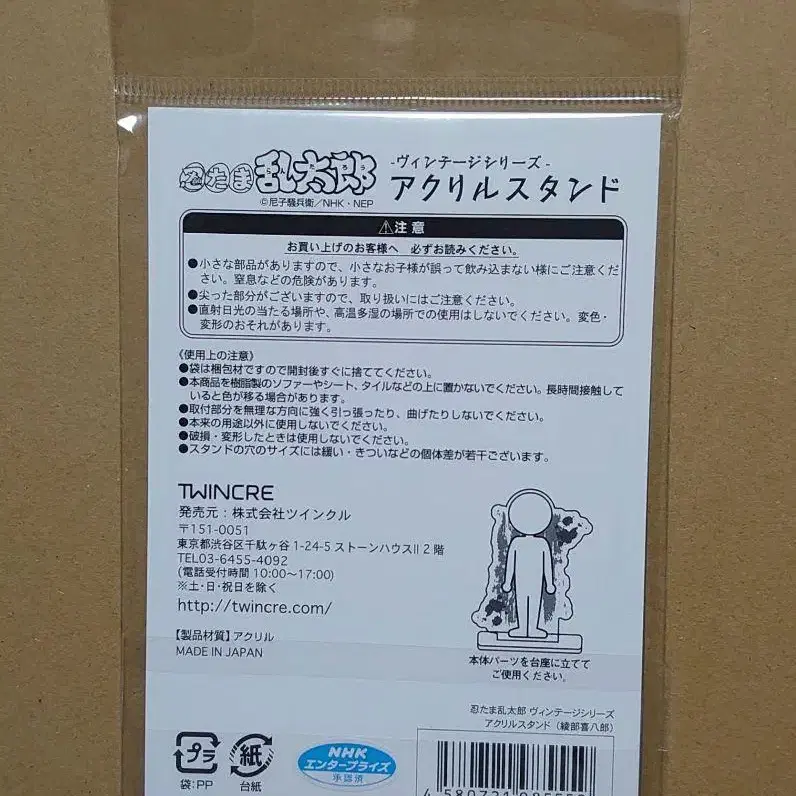 忍たま乱太郎
らんたろう
-ヴィンテージシリーズ-
アクリルスタンド
©尼子騒兵衛/NHK・NEP
⚠注意
お買い上げのお客様へ 必ずお読みください。
●小さな部品がありますので、小さなお子様が誤って飲み込まない様にご注意くだ
さい。窒息などの危険があります。
●尖った部分がございますので、取り扱いにはご注意ください。
●直射日光の当たる場所や、高温多湿の場所での使用はしないでください。変色・
変形のおそれがあります。
《使用上の注意》
●袋は梱包材ですので開封後すぐに捨ててください。
●本商品を樹脂製のソファーやシート、タイルなどの上に置かないでください。長時間接触して
いると色が移る場合があります。
●取付部分を無理な方向に強く引っ張ったり、曲げたりしないでください。
●本来の用途以外に使用しないでください。
●破損・変形したときは使用しないでください。
●スタンドの穴のサイズには緩い・きついなどの個体差が若干ございます。
TWINCRE
発売元:株式会社ツインクル
〒151-0051
東京都渋谷区千駄ヶ谷1-24-5 ストーンハウスⅡ 2階
TEL03-6455-4092
(電話受付時間 10:00～17:00)
※土・日・祝日を除く
http://twincre.com/
【製品材質】アクリル
MADE IN JAPAN
本体パーツを台座に立てて
ご使用ください。
忍たま乱太郎 ヴィンテージシリーズ
アクリルスタンド(綾部喜八郎)
プラ
袋:PP
紙
台紙
NHK
エンタープライズ
承認済